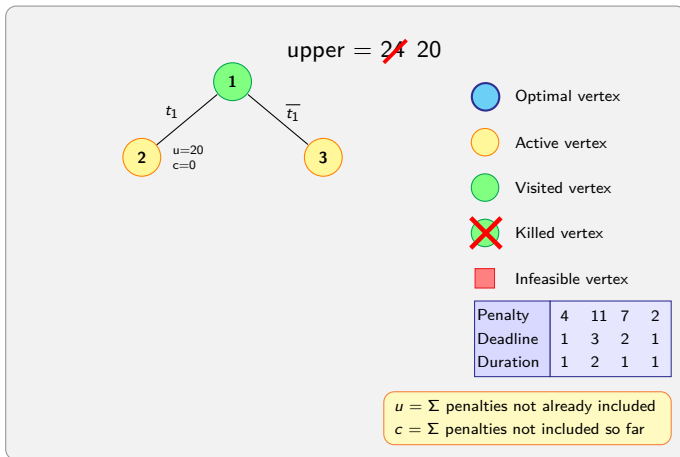 upper = 24 20
1
t₁
t₁̅
2
u=20
c=0
3
Optimal vertex
Active vertex
Visited vertex
Killed vertex
Infeasible vertex
Penalty 4 11 7 2
Deadline 1 3 2 1
Duration 1 2 1 1
u = Σ penalties not already included
c = Σ penalties not included so far